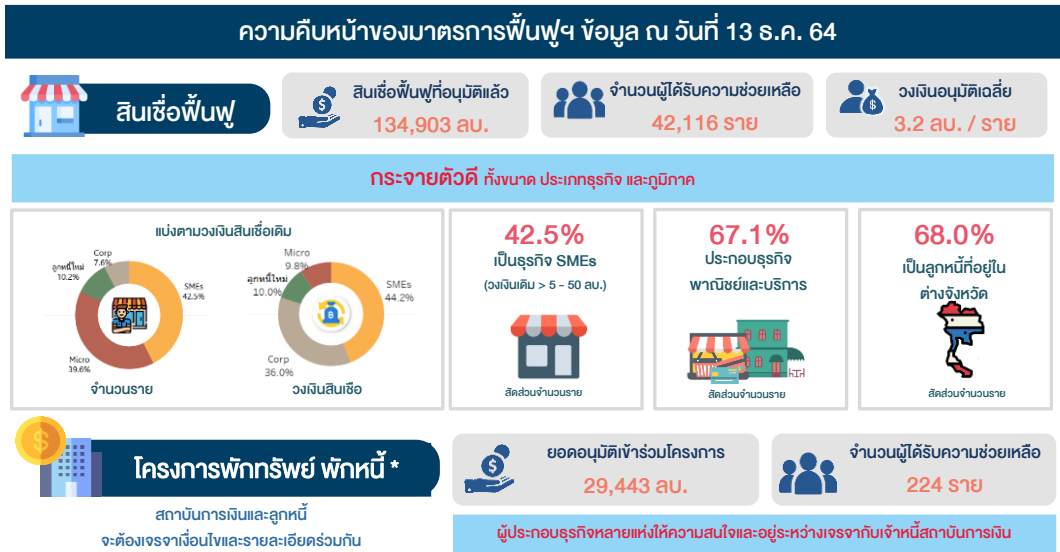 ความคืบหน้าของมาตรการฟื้นฟูฯ ข้อมูล ณ วันที่ 13 ธ.ค. 64
สินเชื่อฟื้นฟู
สินเชื่อฟื้นฟูที่อนุมัติแล้ว
134,903 ลบ.
จำนวนผู้ได้รับความช่วยเหลือ
42,116 ราย
วงเงินอนุมัติเฉลี่ย
3.2 ลบ. / ราย
กระจายตัวดี ทั้งขนาด ประเภทธุรกิจ และภูมิภาค
แบ่งตามวงเงินสินเชื่อเดิม
Corp
7.6%
ลูกหนี้ใหม่
10.2%
SMEs
42.5%
Micro
39.6%
จำนวนราย
Micro
9.8%
ลูกหนี้ใหม่
10.0%
SMEs
44.2%
Corp
36.0%
วงเงินสินเชื่อ
42.5%
เป็นธุรกิจ SMEs
(วงเงินเดิม > 5 - 50 ลบ.)
สัดส่วนจำนวนราย
67.1%
ประกอบธุรกิจ
พาณิชย์และบริการ
สัดส่วนจำนวนราย
68.0%
เป็นลูกหนี้ที่อยู่ใน
ต่างจังหวัด
สัดส่วนจำนวนราย
โครงการพักทรัพย์ พักหนี้ *
สถาบันการเงินและลูกหนี้
จะต้องเจรจาเงื่อนไขและรายละเอียดร่วมกัน
ยอดอนุมัติเข้าร่วมโครงการ
29,443 ลบ.
จำนวนผู้ได้รับความช่วยเหลือ
224 ราย
ผู้ประกอบธุรกิจหลายแห่งให้ความสนใจและอยู่ระหว่างเจรจากับเจ้าหนี้สถาบันการเงิน